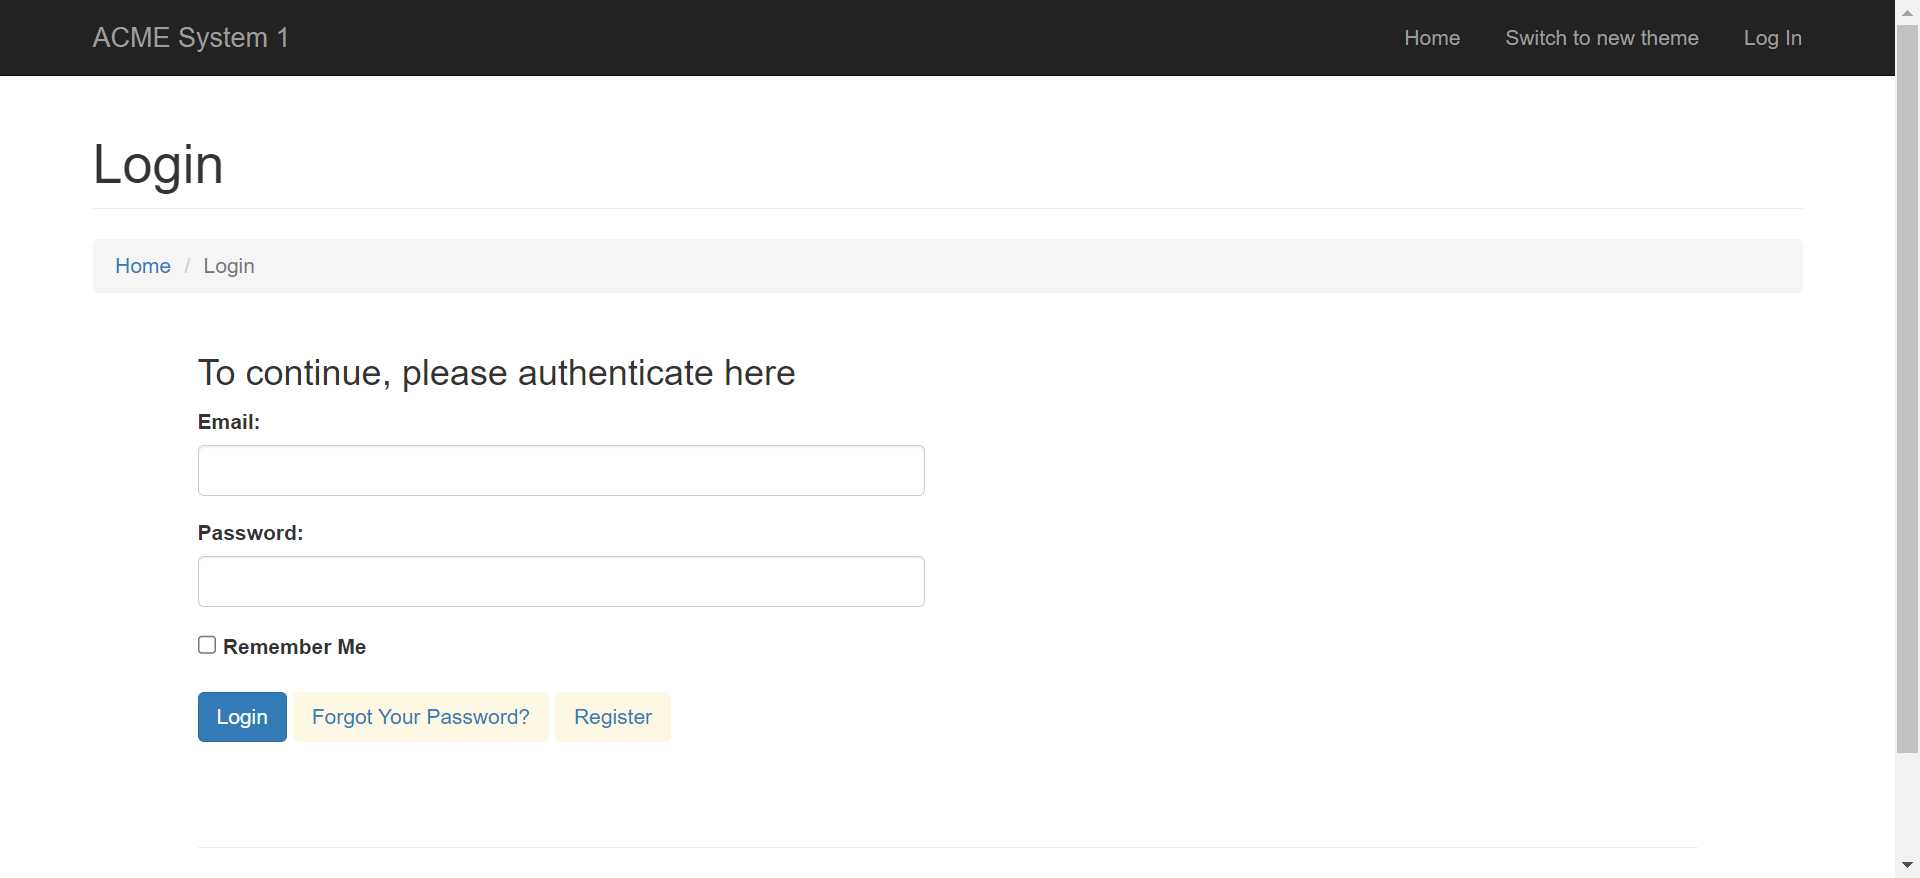 ACME System 1 Home Switch to new theme Log In
Login
Home / Login
To continue, please authenticate here
Email:
Password:
Remember Me
Login Forgot Your Password? Register